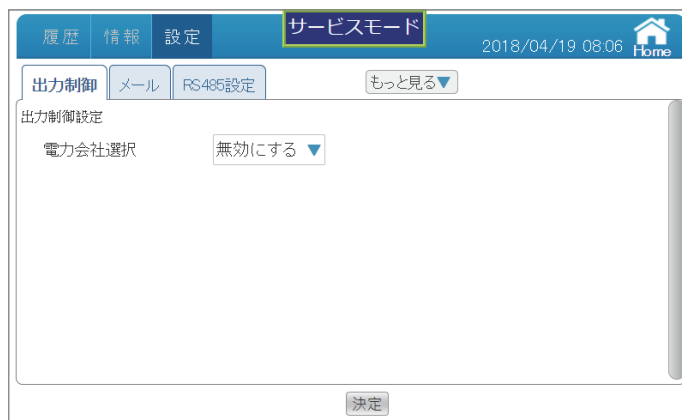 履歴 情報 設定 サービスモード 2018/04/19 08:06 Home
出力制御 メール RS485設定 もっと見る▼
出力制御設定
電力会社選択 無効にする ▼
決定